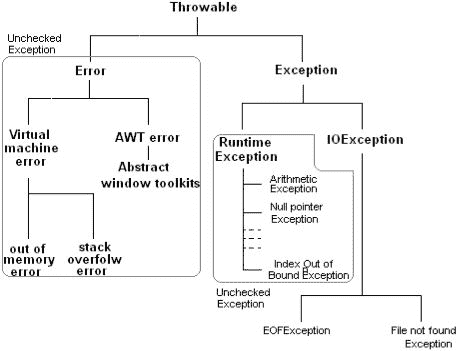 Throwable
Unchecked
Exception
Error
Exception
Virtual
machine
error
AWT error
Abstract
window toolkits
out of
memory
error
stack
overfolw
error
Runtime
Exception
IOException
Arithmetic
Exception
Null pointer
Exception
Index Out of
Bound Exception
Unchecked
Exception
EOFException
File not found
Exception